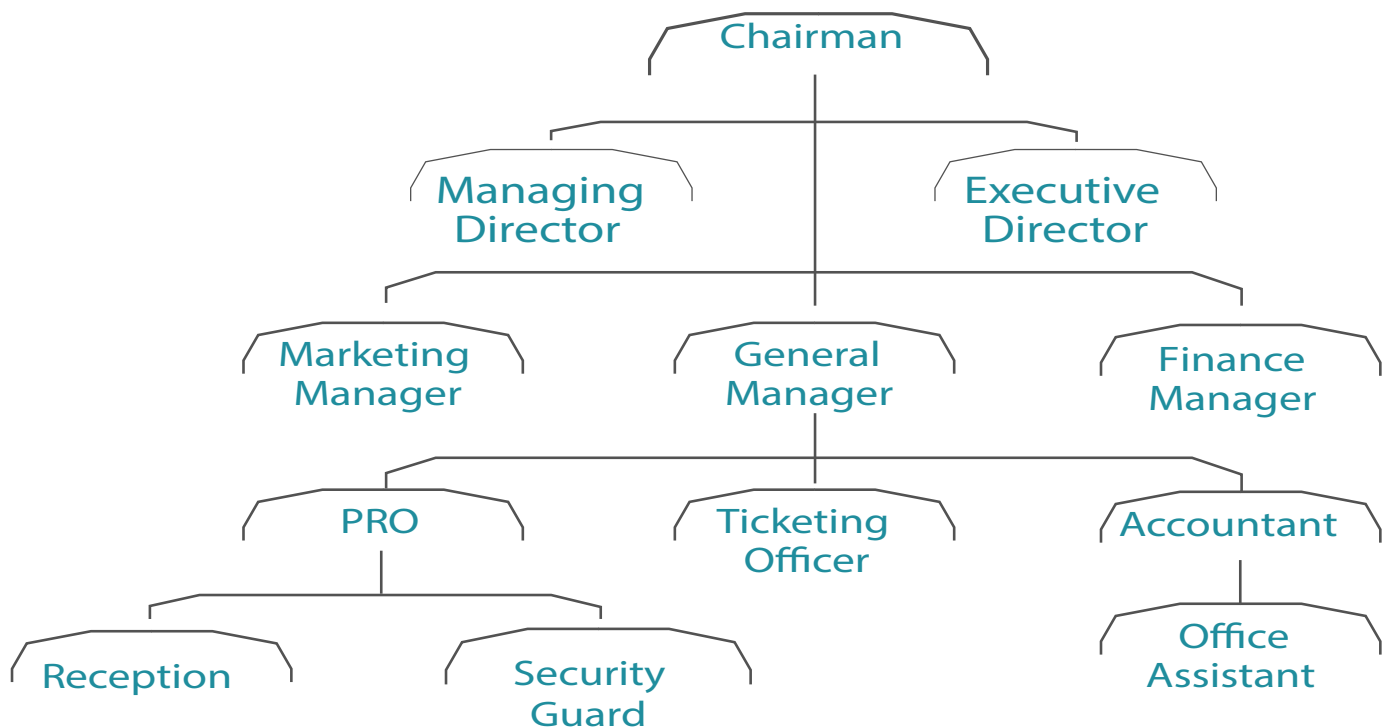 Chairman
Managing
Director
Executive
Director
Marketing
Manager
General
Manager
Finance
Manager
PRO
Ticketing
Officer
Accountant
Reception
Security
Guard
Office
Assistant